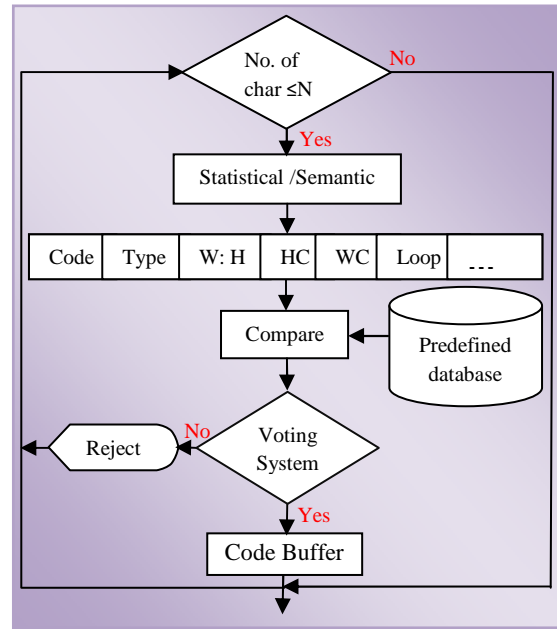 No. of
char ≤N
No
Yes
Statistical /Semantic
Code Type W: H HC WC Loop ---
Compare
Predefined
database
Reject
No
Voting
System
Yes
Code Buffer